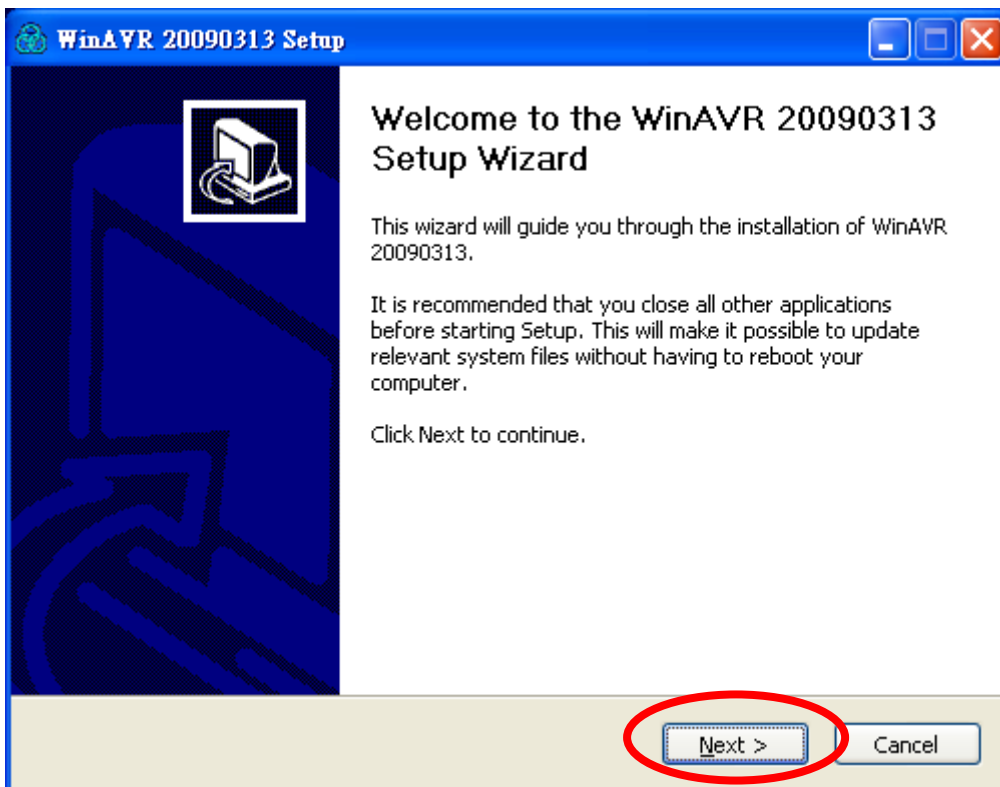 WinAVR 20090313 Setup
Welcome to the WinAVR 20090313
Setup Wizard
This wizard will guide you through the installation of WinAVR
20090313.
It is recommended that you close all other applications
before starting Setup. This will make it possible to update
relevant system files without having to reboot your
computer.
Click Next to continue.
Next >
Cancel